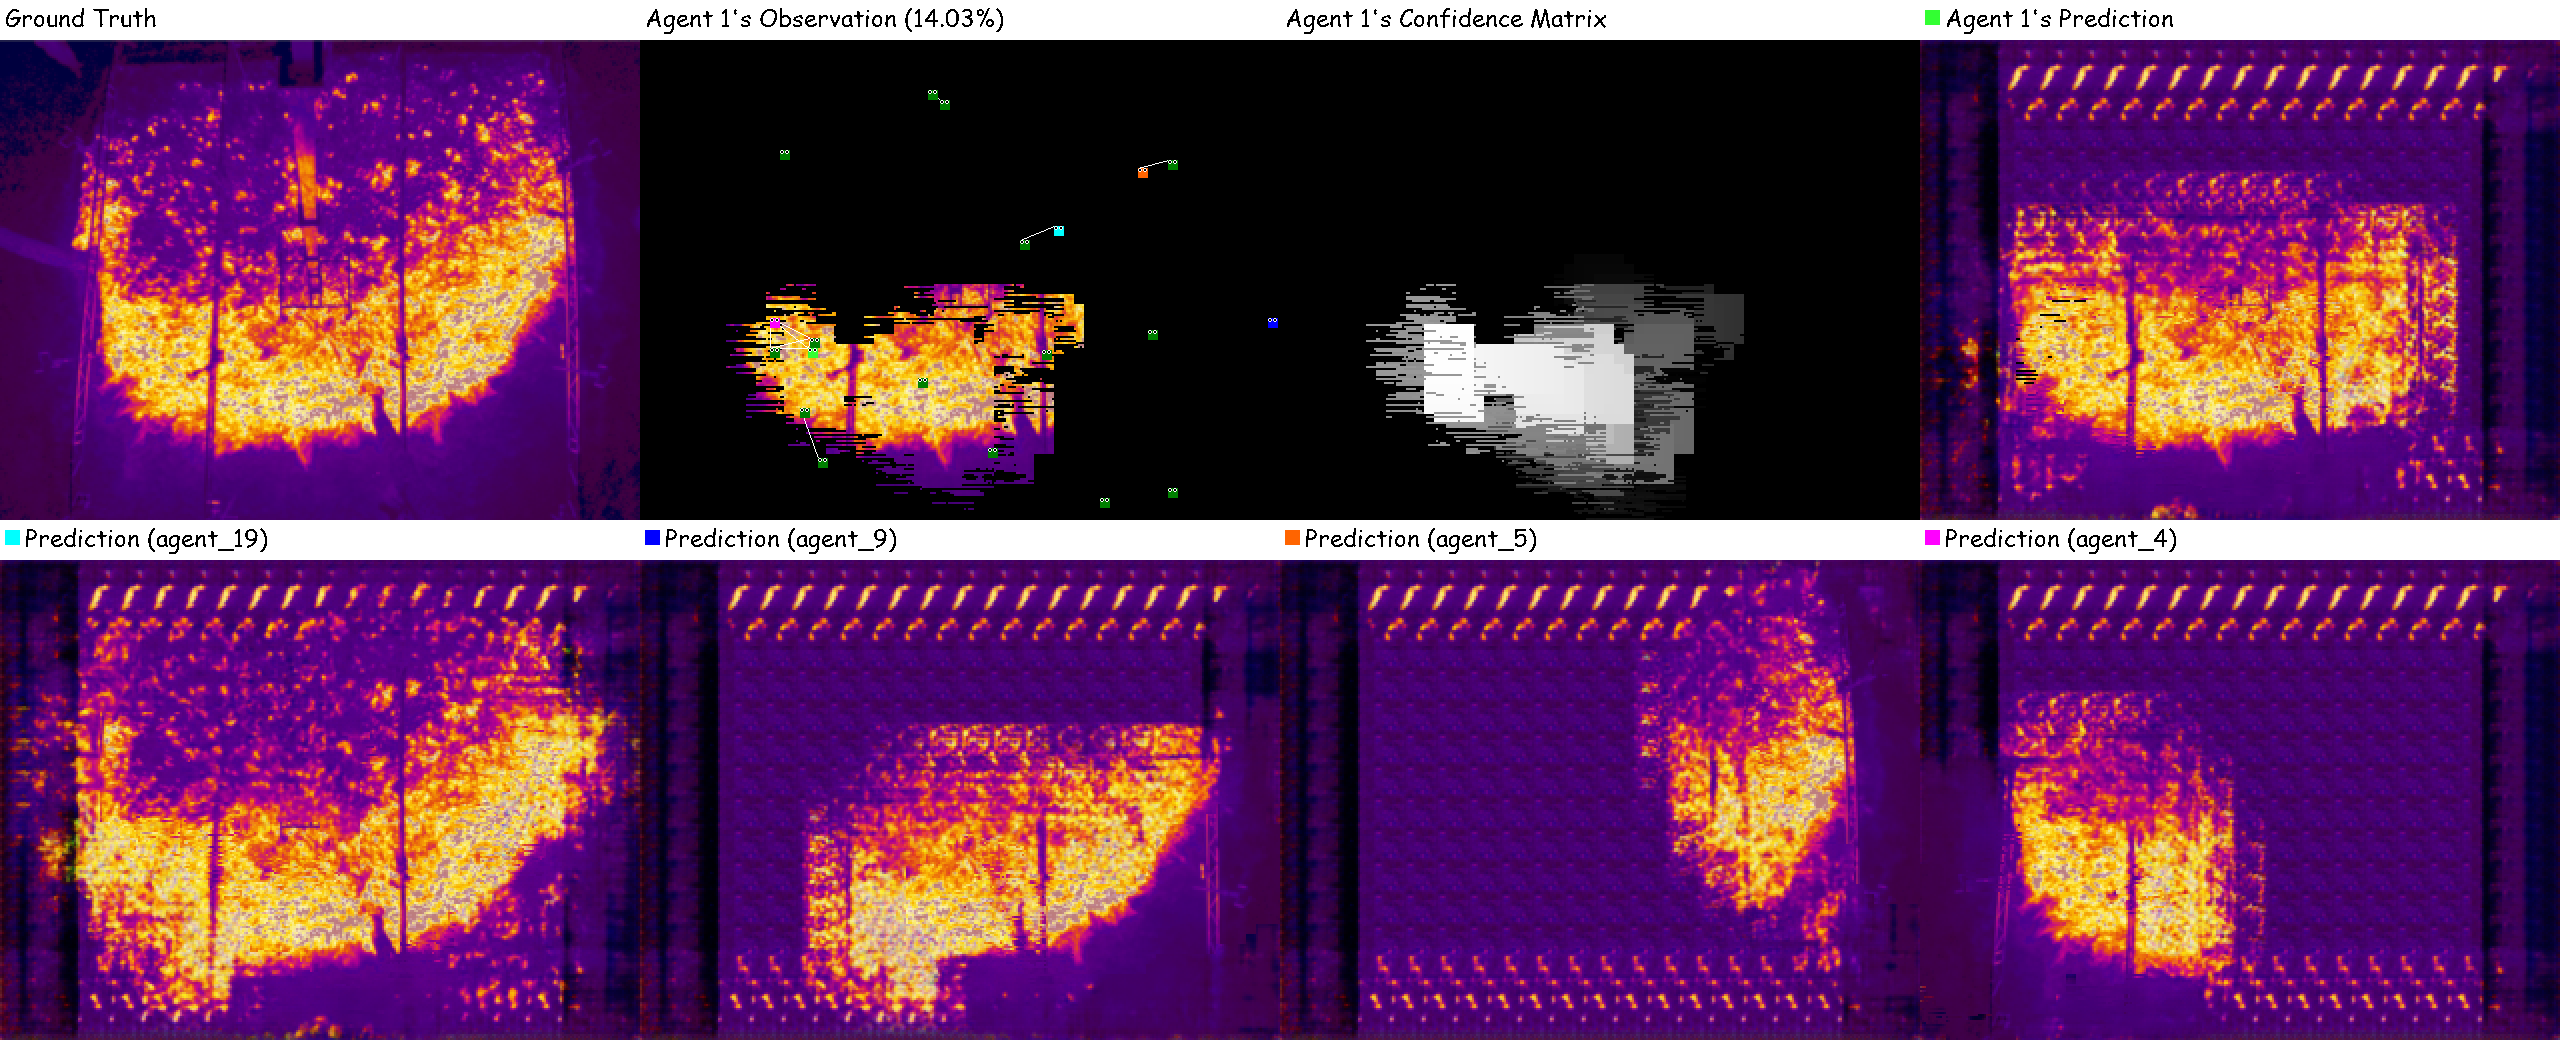 Ground Truth
Agent 1's Observation (14.03%)
Agent 1's Confidence Matrix
Agent 1's Prediction
Prediction (agent_19)
Prediction (agent_9)
Prediction (agent_5)
Prediction (agent_4)